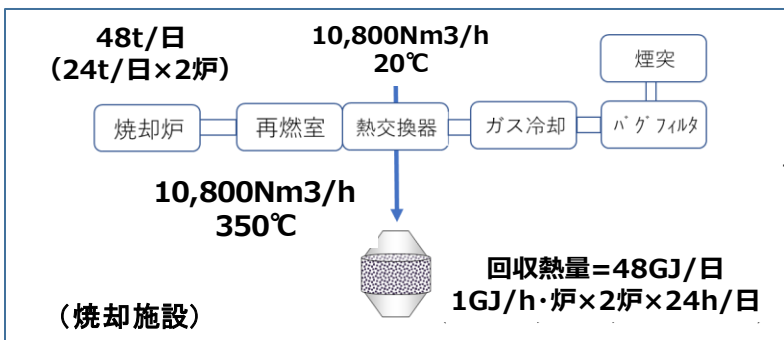 48t/日
（24t/日×2炉）
10,800Nm3/h
20℃
煙突
焼却炉
再燃室
熱交換器
ガス冷却
ﾊﾞｸﾞﾌｨﾙﾀ
10,800Nm3/h
350℃
回収熱量=48GJ/日
1GJ/h･炉×2炉×24h/日
（焼却施設）